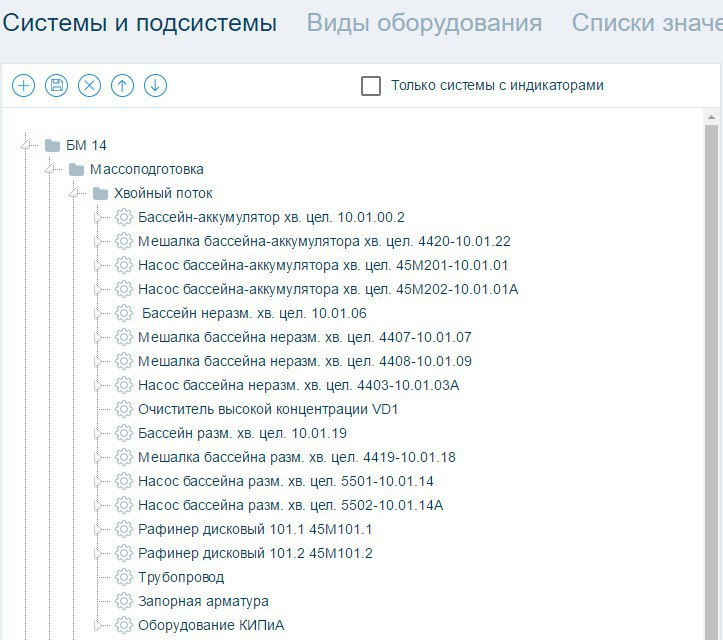 Системы и подсистемы Виды оборудования Списки значе
Только системы с индикаторами
БМ 14
Массоподготовка
Хвойный поток
Бассейн-аккумулятор хв. цел. 10.01.00.2
Мешалка бассейна-аккумулятора хв. цел. 4420-10.01.22
Насос бассейна-аккумулятора хв. цел. 45М201-10.01.01
Насос бассейна-аккумулятора хв. цел. 45М202-10.01.01А
Бассейн неразм. хв. цел. 10.01.06
Мешалка бассейна неразм. хв. цел. 4407-10.01.07
Мешалка бассейна неразм. хв. цел. 4408-10.01.09
Насос бассейна неразм. хв. цел. 4403-10.01.03А
Очиститель высокой концентрации VD1
Бассейн разм. хв. цел. 10.01.19
Мешалка бассейна разм. хв. цел. 4419-10.01.18
Насос бассейна разм. хв. цел. 5501-10.01.14
Насос бассейна разм. хв. цел. 5502-10.01.14А
Рафинер дисковый 101.1 45М101.1
Рафинер дисковый 101.2 45М101.2
Трубопровод
Запорная арматура
Оборудование КИПиА